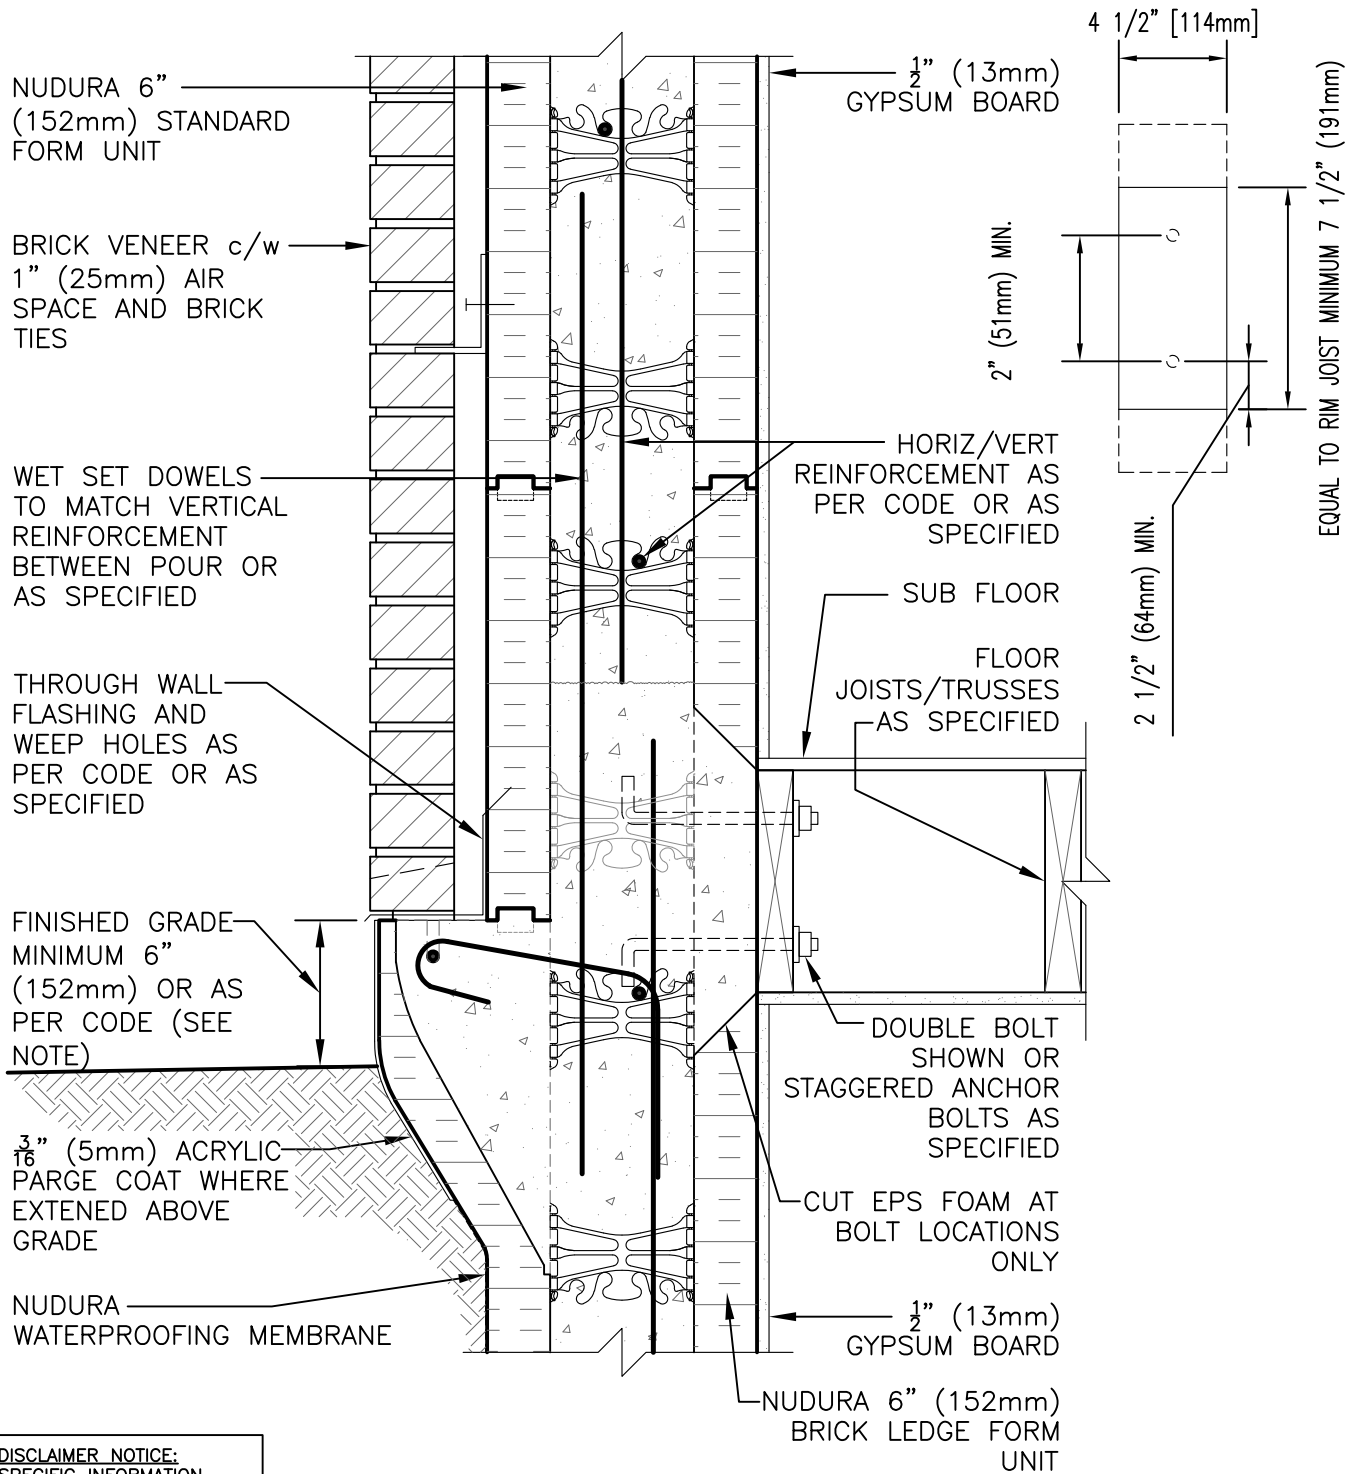 NUDURA 6"
(152mm) STANDARD
FORM UNIT
BRICK VENEER c/w
1" (25mm) AIR
SPACE AND BRICK
TIES
WET SET DOWELS
TO MATCH VERTICAL
REINFORCEMENT
BETWEEN POUR OR
AS SPECIFIED
THROUGH WALL
FLASHING AND
WEEP HOLES AS
PER CODE OR AS
SPECIFIED
FINISHED GRADE
MINIMUM 6"
(152mm) OR AS
PER CODE (SEE
NOTE)
3/16" (5mm) ACRYLIC
PARGE COAT WHERE
EXTENED ABOVE
GRADE
NUDURA
WATERPROOFING MEMBRANE
DISCLAIMER NOTICE:
SPECIFIC INFORMATION
1/2" (13mm)
GYPSUM BOARD
HORIZ/VERT
REINFORCEMENT AS
PER CODE OR AS
SPECIFIED
SUB FLOOR
FLOOR
JOISTS/TRUSSES
AS SPECIFIED
DOUBLE BOLT
SHOWN OR
STAGGERED ANCHOR
BOLTS AS
SPECIFIED
CUT EPS FOAM AT
BOLT LOCATIONS
ONLY
1/2" (13mm)
GYPSUM BOARD
NUDURA 6" (152mm)
BRICK LEDGE FORM
UNIT
4 1/2" [114mm]
2" (51mm) MIN.
2 1/2" (64mm) MIN.
EQUAL TO RIM JOIST MINIMUM 7 1/2" (191mm)